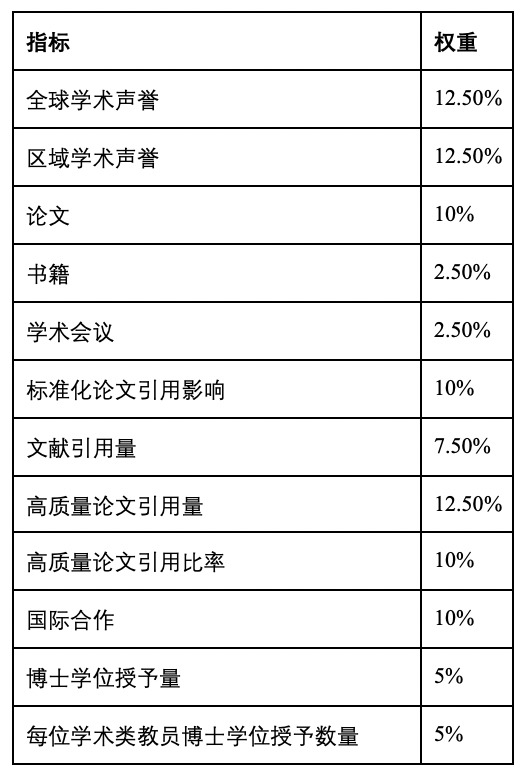 指标 权重
全球学术声誉 12.50%
区域学术声誉 12.50%
论文 10%
书籍 2.50%
学术会议 2.50%
标准化论文引用影响 10%
文献引用量 7.50%
高质量论文引用量 12.50%
高质量论文引用比率 10%
国际合作 10%
博士学位授予量 5%
每位学术类教员博士学位授予数量 5%